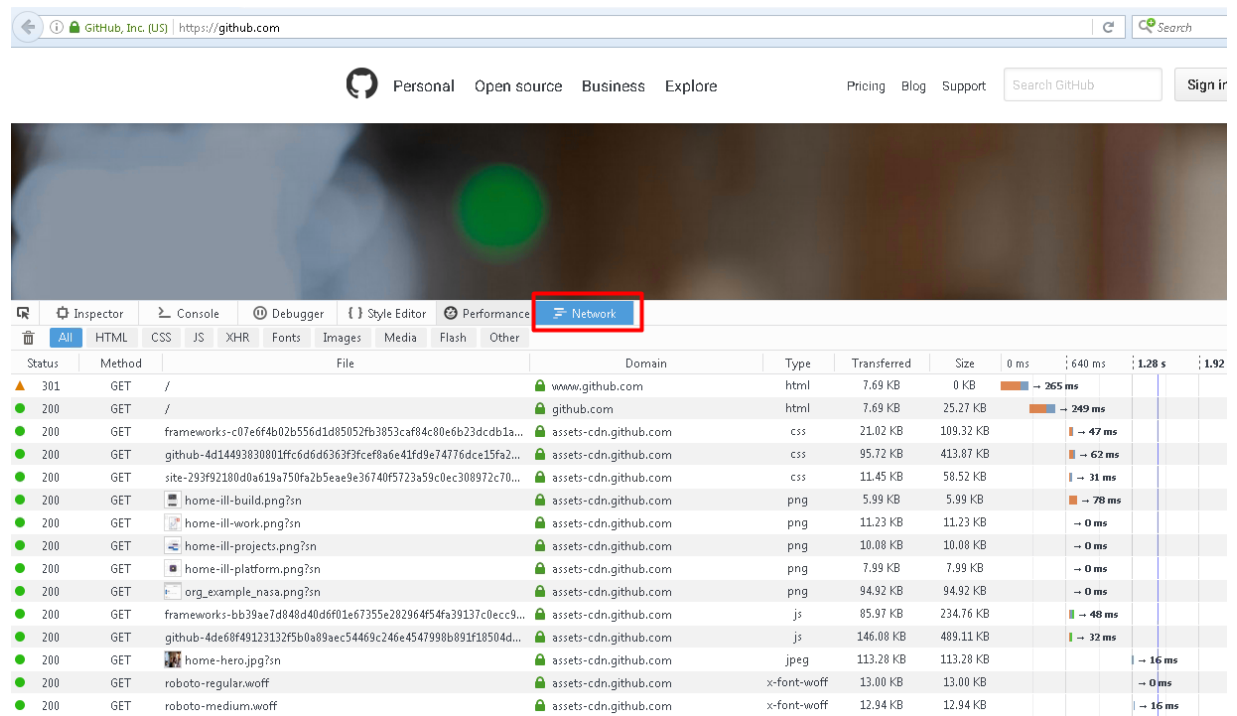 GitHub, Inc. (US) https://github.com Search
Personal Open source Business Explore Pricing Blog Support Search GitHub Sign in
Inspector Console Debugger { } Style Editor Performance Network
All HTML CSS JS XHR Fonts Images Media Flash Other
Status Method File Domain Type Transferred Size 0 ms 640 ms 1.28 s 1.92
301 GET / www.github.com html 7.69 KB 0 KB → 265 ms
200 GET / github.com html 7.69 KB 25.27 KB → 249 ms
200 GET frameworks-c07e6f4b02b556d1d85052fb3853caf84c80e6b23dcdb1a... assets-cdn.github.com css 21.02 KB 109.32 KB → 47 ms
200 GET github-4d14493830801ffc6d6d6363f3fcef8a6e41fd9e74776dce15fa2... assets-cdn.github.com css 95.72 KB 413.87 KB → 62 ms
200 GET site-293f92180d0a619a750fa2b5eae9e36740f5723a59c0ec308972c70... assets-cdn.github.com css 11.45 KB 58.52 KB → 31 ms
200 GET home-ill-build.png?sn assets-cdn.github.com png 5.99 KB 5.99 KB → 78 ms
200 GET home-ill-work.png?sn assets-cdn.github.com png 11.23 KB 11.23 KB → 0 ms
200 GET home-ill-projects.png?sn assets-cdn.github.com png 10.08 KB 10.08 KB → 0 ms
200 GET home-ill-platform.png?sn assets-cdn.github.com png 7.99 KB 7.99 KB → 0 ms
200 GET org_example_nasa.png?sn assets-cdn.github.com png 94.92 KB 94.92 KB → 0 ms
200 GET frameworks-bb39ae7d848d40d6f01e67355e282964f54fa39137c0ecc9... assets-cdn.github.com js 85.97 KB 234.76 KB → 48 ms
200 GET github-4de68f49123132f5b0a89aec54469c246e4547998b891f18504d... assets-cdn.github.com js 146.08 KB 489.11 KB → 32 ms
200 GET home-hero.jpg?sn assets-cdn.github.com jpeg 113.28 KB 113.28 KB → 16 ms
200 GET roboto-regular.woff assets-cdn.github.com x-font-woff 13.00 KB 13.00 KB → 0 ms
200 GET roboto-medium.woff assets-cdn.github.com x-font-woff 12.94 KB 12.94 KB → 16 ms